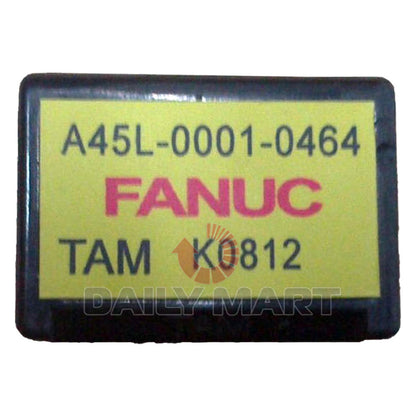 A45L-0001-0464
FANUC
TAM K0812
DAILY MART